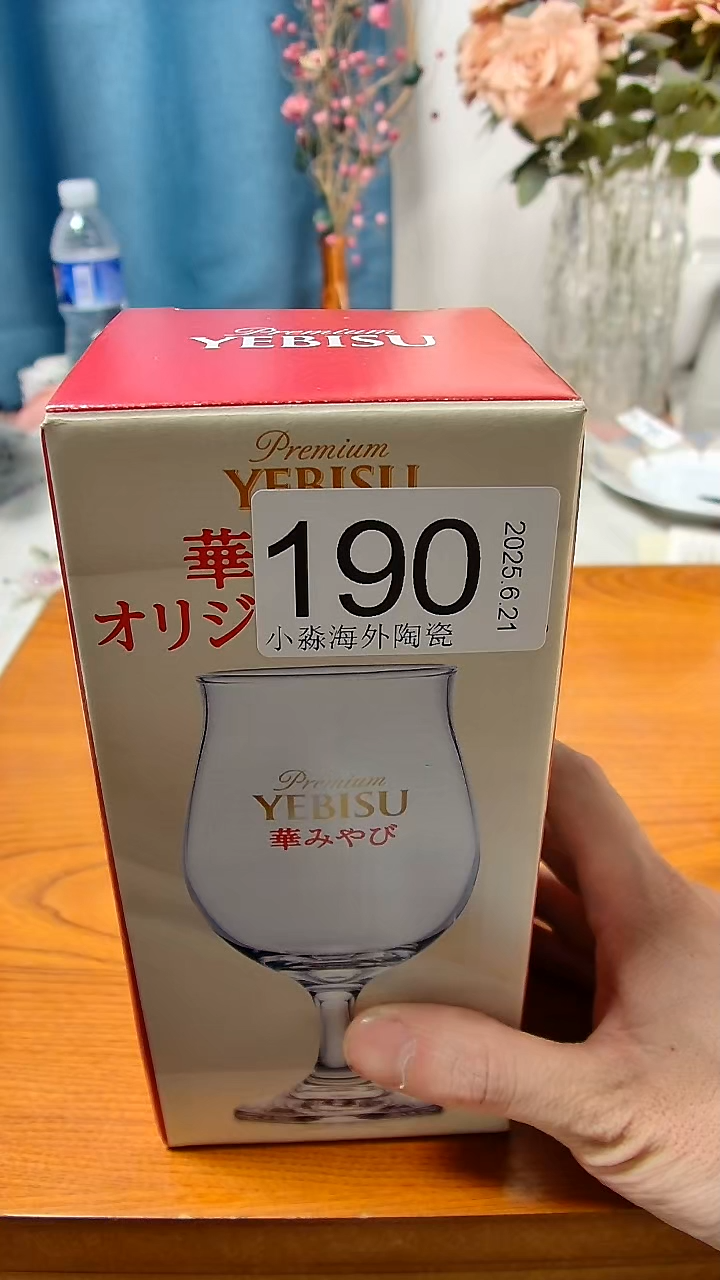 Premium
YEBISU
Premium
YEBISU
華
オリジ
190
2025.6.21
小淼海外陶瓷
Premium
YEBISU
華みやび